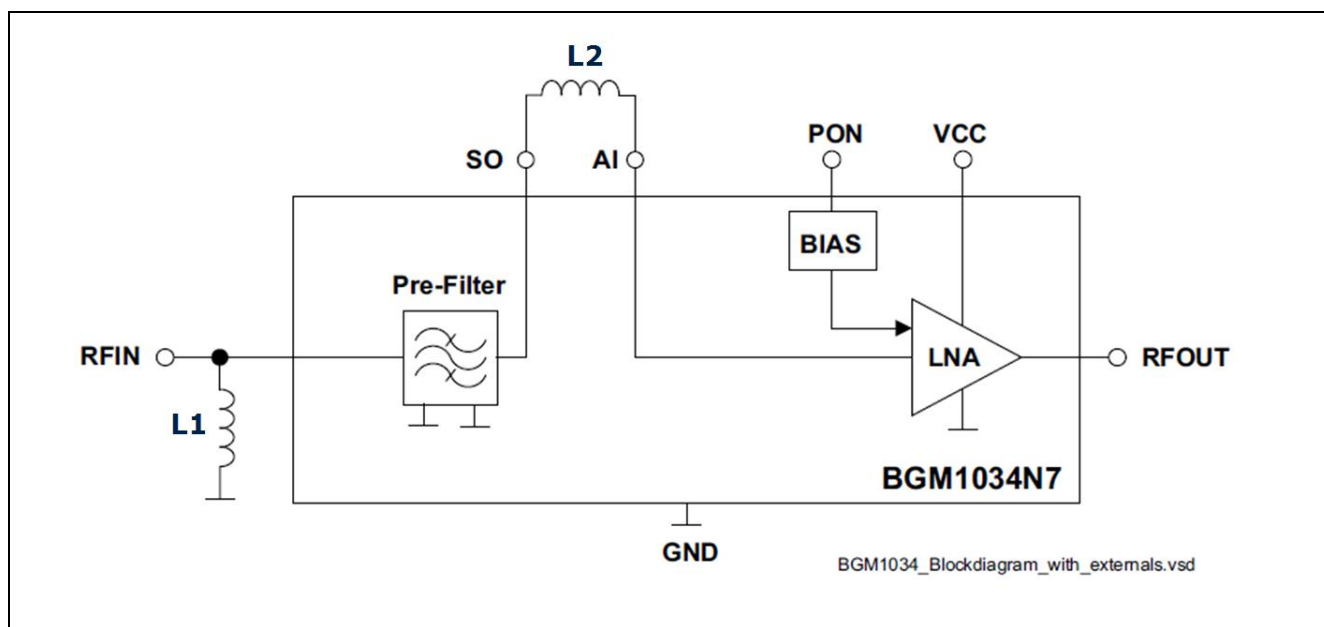 L2
SO
AI
PON
VCC
BIAS
Pre-Filter
RFIN
LNA
RFOUT
L1
BGM1034N7
GND
BGM1034_Blockdiagram_with_externals.vsd